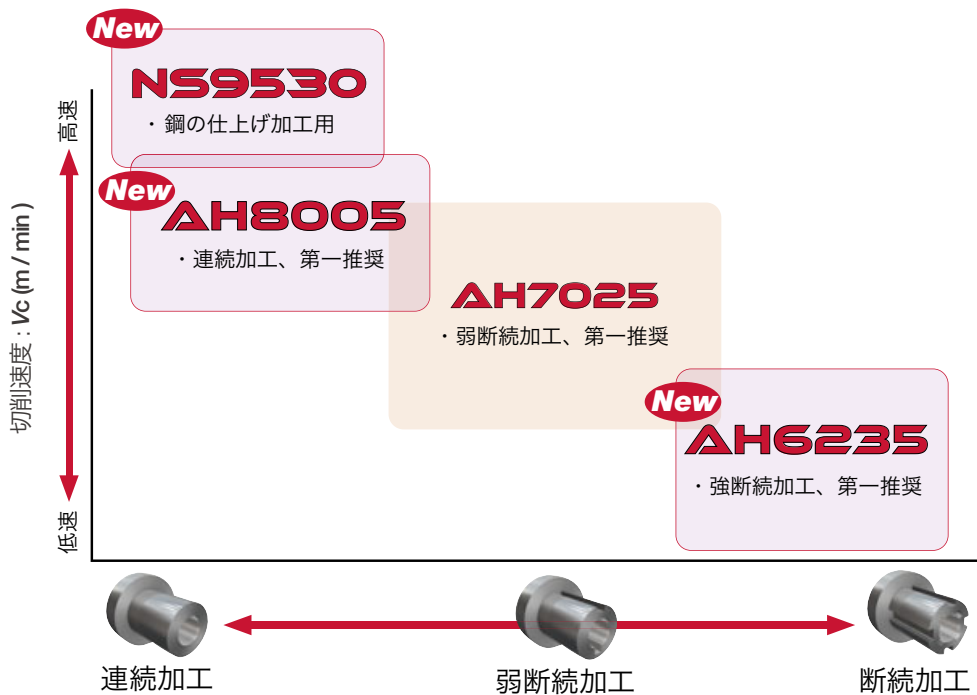 New
NS9530
・鋼の仕上げ加工用
New
AH8005
・連続加工、第一推奨
AH7025
・弱断続加工、第一推奨
New
AH6235
・強断続加工、第一推奨
高速
切削速度 : Vc (m / min )
低速
連続加工
弱断続加工
断続加工